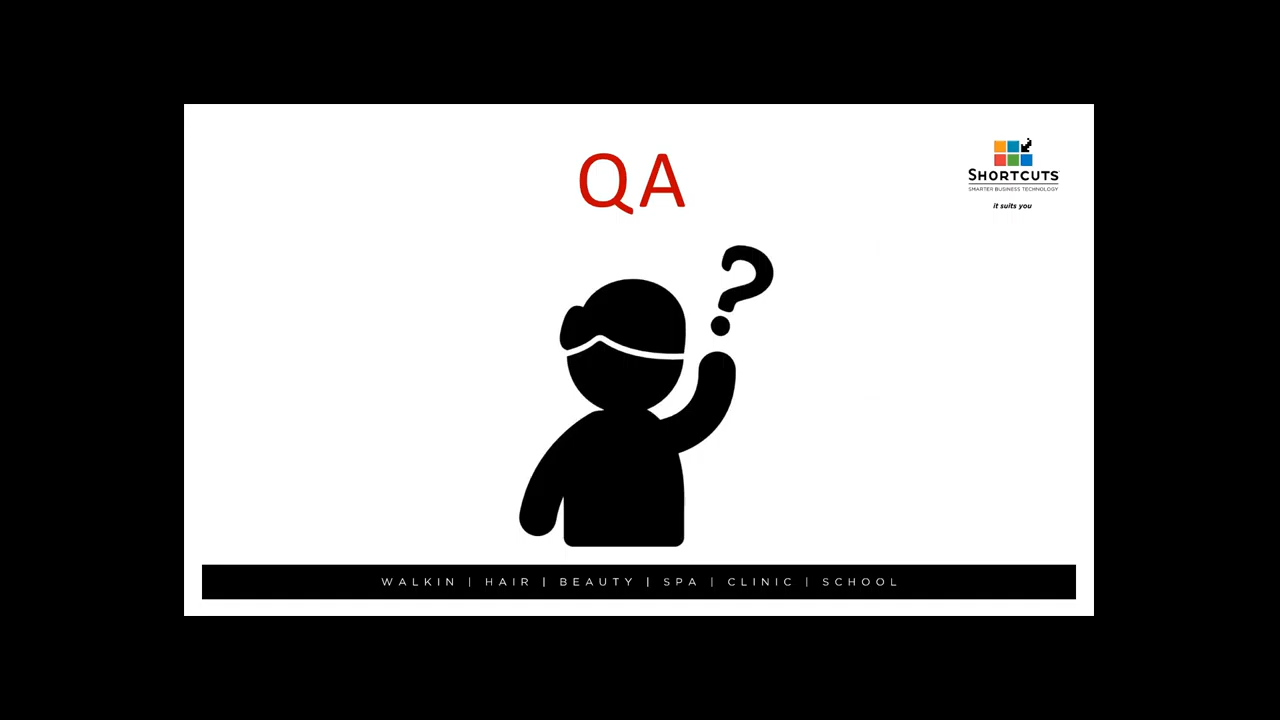 QA
SHORTCUTS
SMARTER BUSINESS TECHNOLOGY
it suits you
?
WALKIN | HAIR | BEAUTY | SPA | CLINIC | SCHOOL